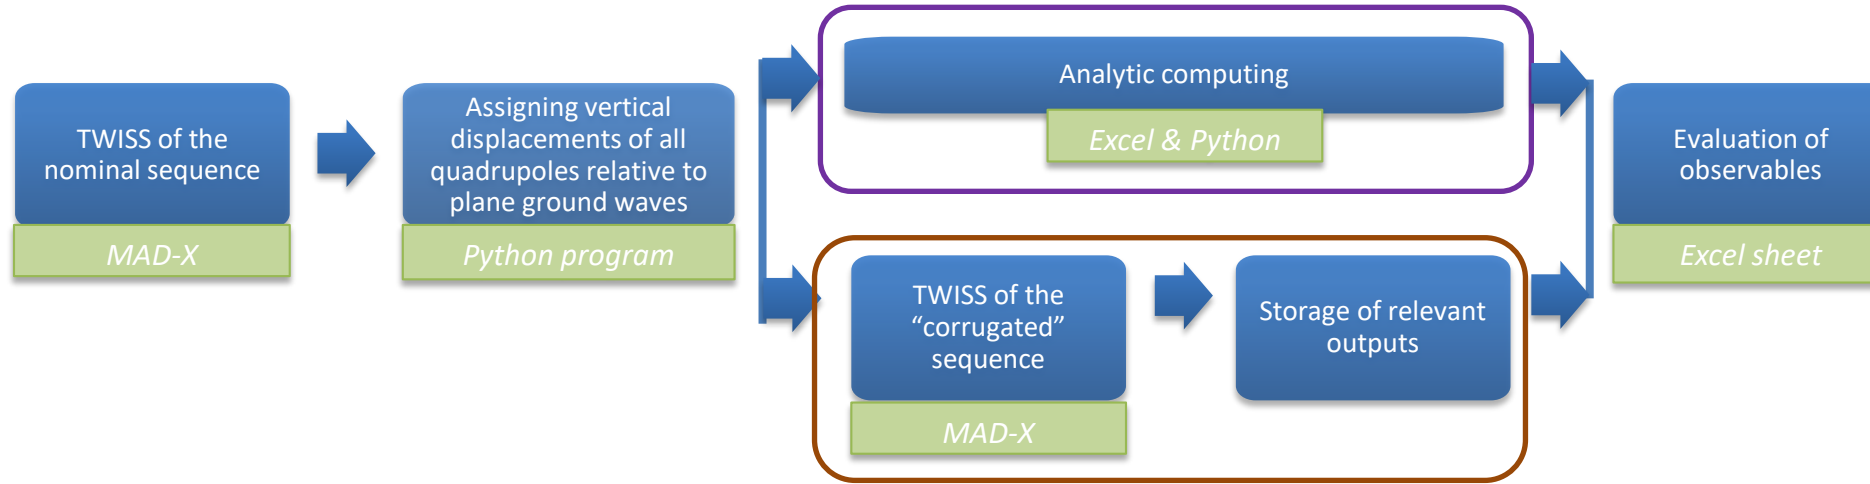 TWISS of the
nominal sequence
MAD-X
Assigning vertical
displacements of all
quadrupoles relative to
plane ground waves
Python program
Analytic computing
Excel & Python
TWISS of the
“corrugated”
sequence
MAD-X
Storage of relevant
outputs
Evaluation of
observables
Excel sheet